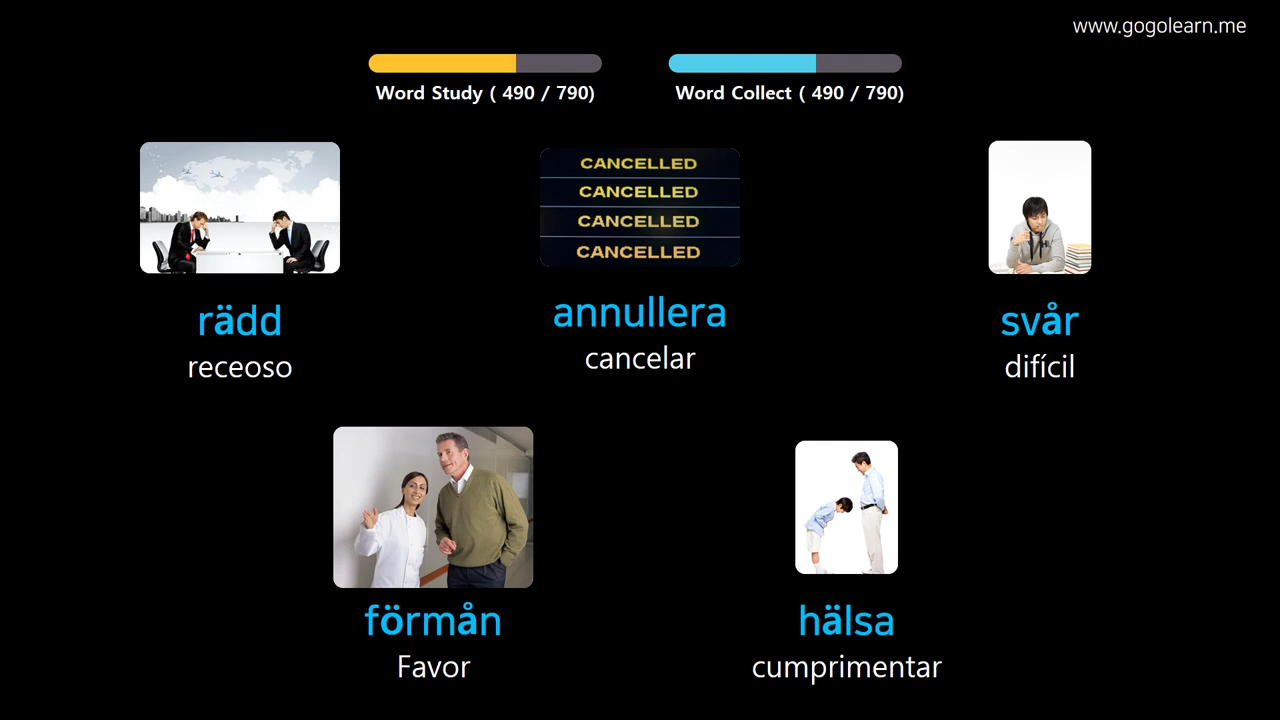 www.gogolearn.me
Word Study ( 490 / 790)
Word Collect ( 490 / 790)
CANCELLED
CANCELLED
CANCELLED
CANCELLED
rädd
receoso
annullera
cancelar
svår
difícil
förmån
Favor
hälsa
cumprimentar